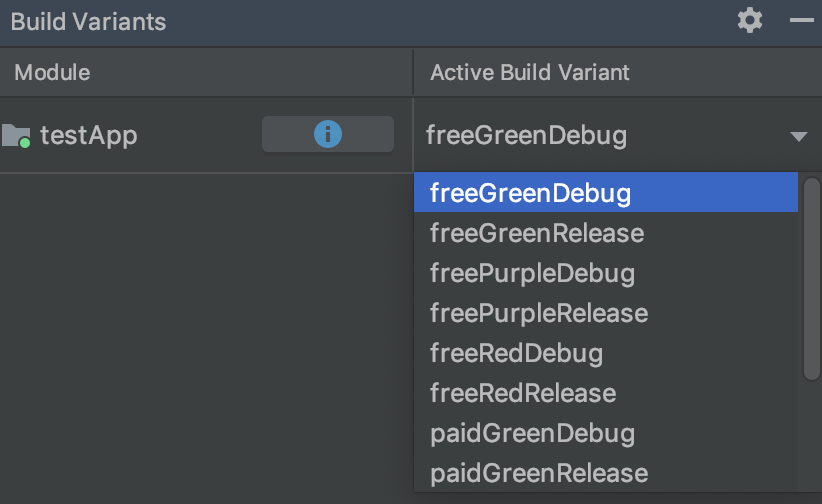 Build Variants
Module Active Build Variant
testApp freeGreenDebug
freeGreenDebug
freeGreenRelease
freePurpleDebug
freePurpleRelease
freeRedDebug
freeRedRelease
paidGreenDebug
paidGreenRelease